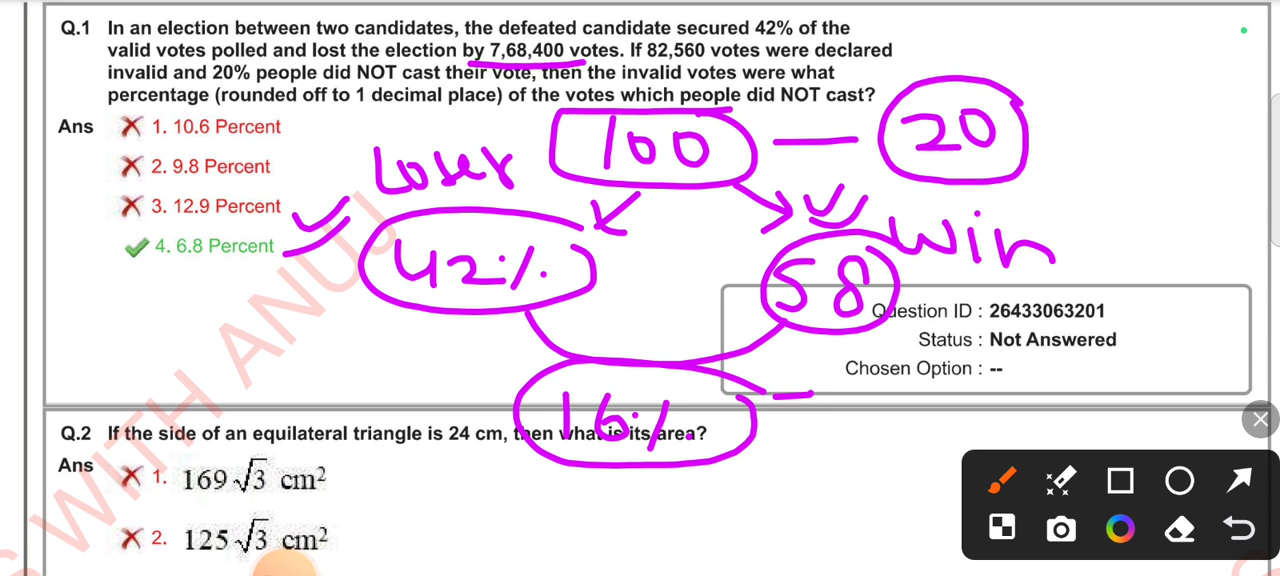 Q.1 In an election between two candidates, the defeated candidate secured 42% of the
valid votes polled and lost the election by 7,68,400 votes. If 82,560 votes were declared
invalid and 20% people did NOT cast their vote, then the invalid votes were what
percentage (rounded off to 1 decimal place) of the votes which people did NOT cast?
Ans 1. 10.6 Percent
2. 9.8 Percent
3. 12.9 Percent
4. 6.8 Percent
100 — 20
Loser
Win
42%
58
16%
Question ID : 26433063201
Status : Not Answered
Chosen Option : --
Q.2 If the side of an equilateral triangle is 24 cm, then what is its area?
Ans 1. 169 √3 cm²
2. 125 √3 cm²
WITH ANUJ
S WITH